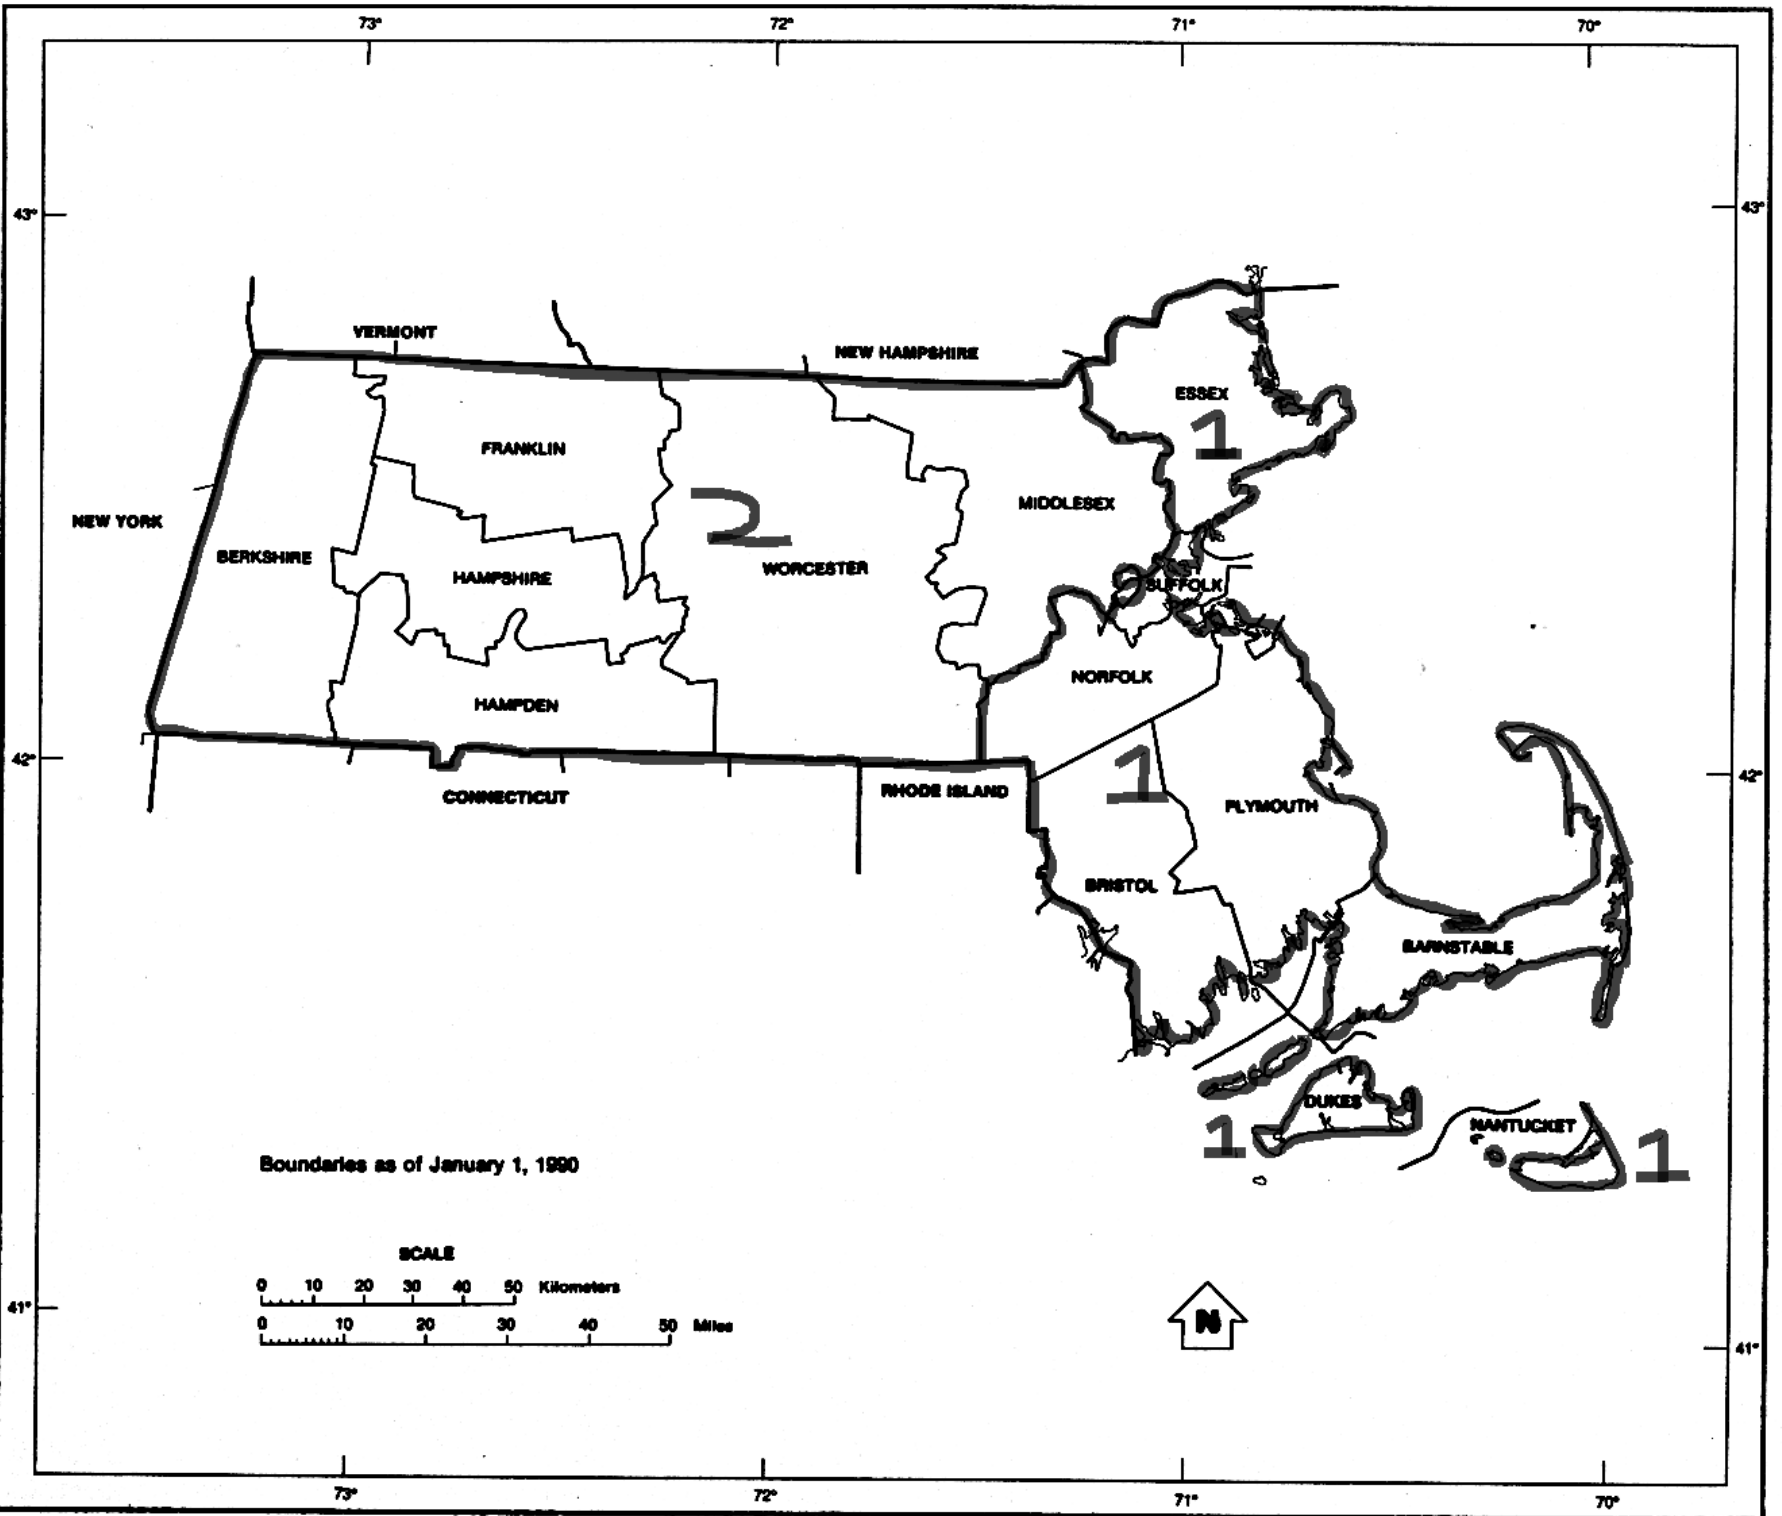 73° 72° 71° 70°
43° 43°
VERMONT
NEW HAMPSHIRE
ESSEX
1
FRANKLIN
2
MIDDLESEX
NEW YORK
BERKSHIRE
WORCESTER
HAMPSHIRE
SUFFOLK
NORFOLK
HAMPDEN
42° 42°
1
CONNECTICUT
RHODE ISLAND
PLYMOUTH
BRISTOL
BARNSTABLE
DUKES
1
NANTUCKET
1
Boundaries as of January 1, 1990
SCALE
0 10 20 30 40 50 Kilometers
0 10 20 30 40 50 Miles
N
41° 41°
73° 72° 71° 70°